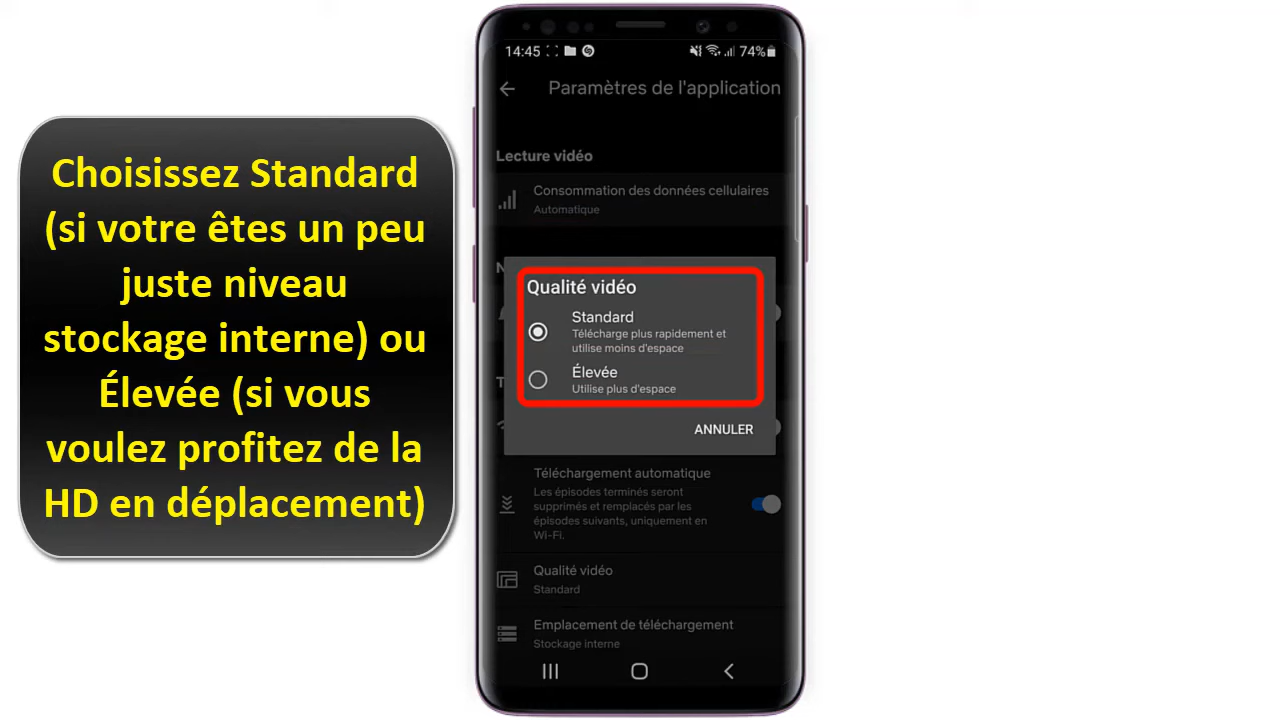 Choisissez Standard
(si votre êtes un peu
juste niveau
stockage interne) ou
Élevée (si vous
voulez profitez de la
HD en déplacement)
14:45
74%
Paramètres de l'application
Lecture vidéo
Consommation des données cellulaires
Automatique
N
Qualité vidéo
Standard
Télécharge plus rapidement et
utilise moins d'espace
Élevée
Utilise plus d'espace
T
ANNULER
Téléchargement automatique
Les épisodes terminés seront
supprimés et remplacés par les
épisodes suivants, uniquement en
Wi-Fi.
Qualité vidéo
Standard
Emplacement de téléchargement
Stockage interne